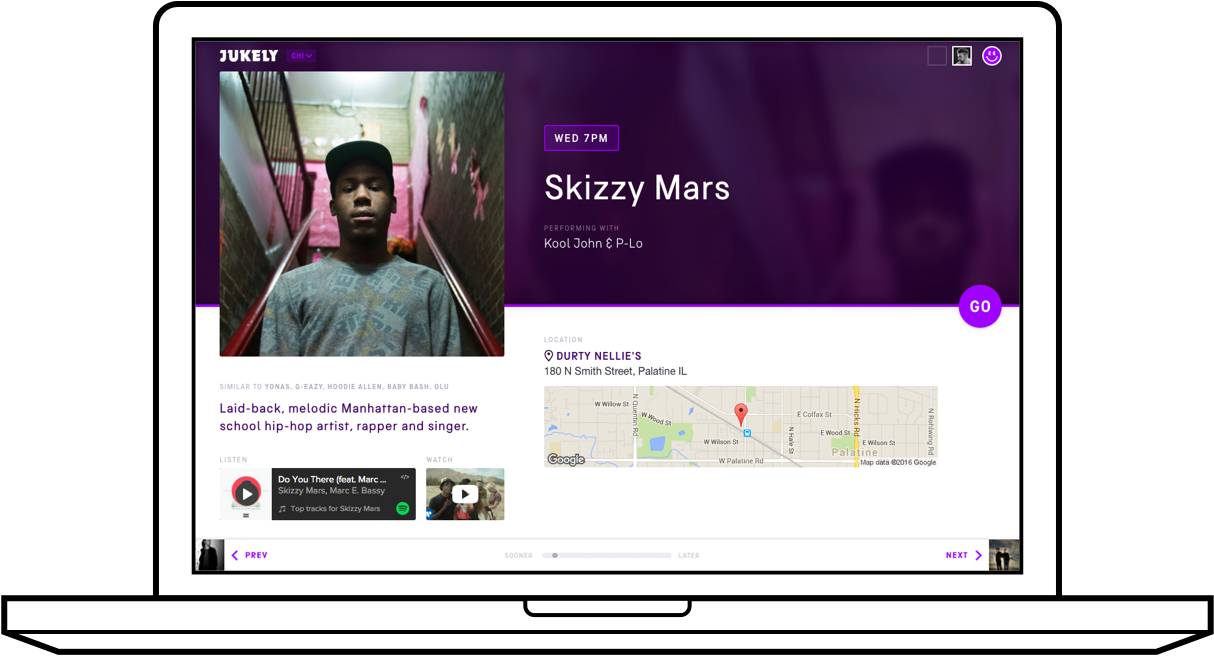 JUKELY CHI
WED 7PM
Skizzy Mars
PERFORMING WITH
Kool John & P-Lo
GO
SIMILAR TO YONAS, G-EAZY, HOODIE ALLEN, BABY BASH, OLU
Laid-back, melodic Manhattan-based new
school hip-hop artist, rapper and singer.
LISTEN
Do You There (feat. Marc ...
Skizzy Mars, Marc E. Bassy
Top tracks for Skizzy Mars
WATCH
LOCATION
DURTY NELLIE'S
180 N Smith Street, Palatine IL
W Willow St
N Quentin Rd
W Wood St
W Wilson St
W Palatine Rd
E Colfax St
N Hale St
E Wood St
N Hicks Rd
E Wilson St
Palatine
N Rohlwing Rd
Google
Map data ©2016 Google
PREV
SOONER
LATER
NEXT